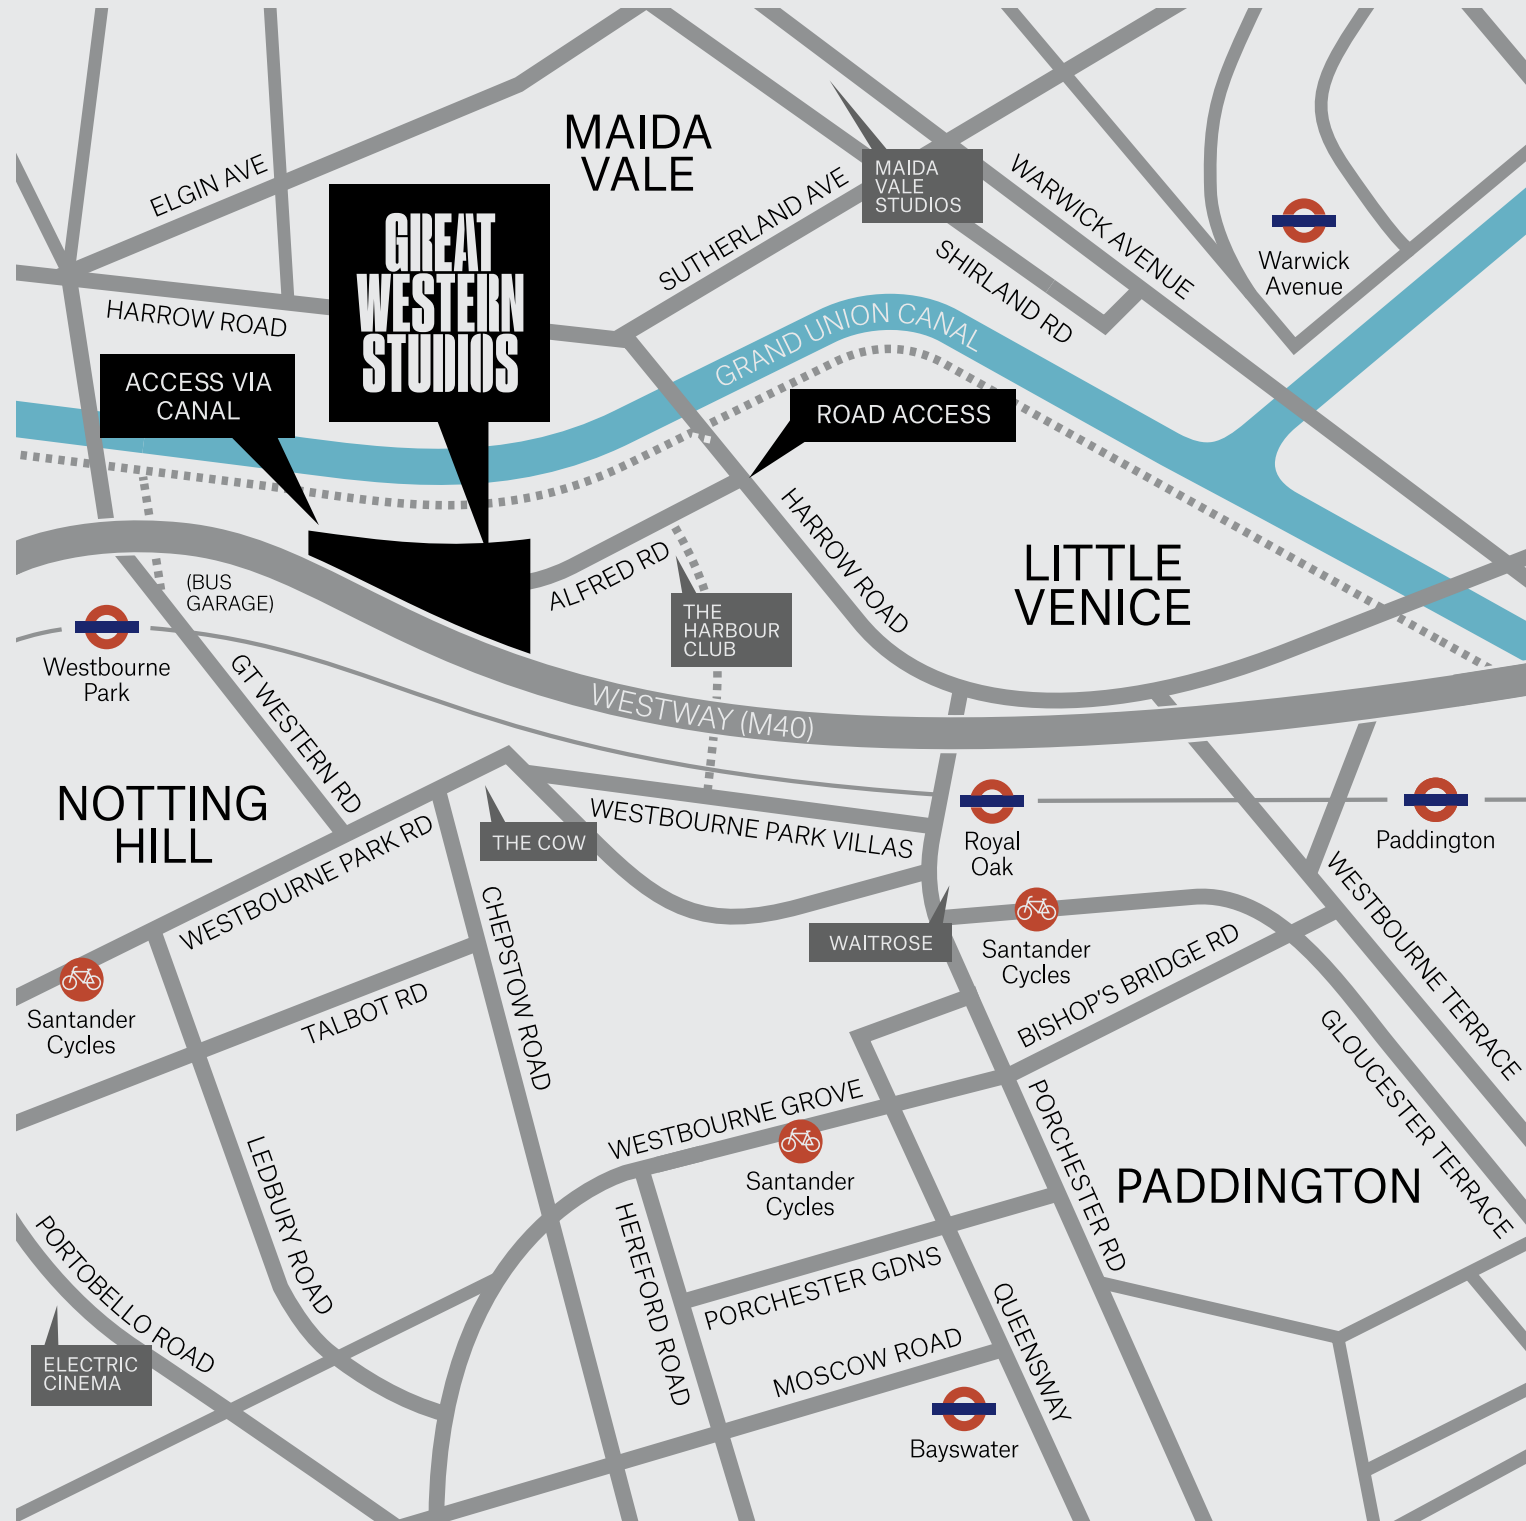 MAIDA
VALE
ELGIN AVE
MAIDA
VALE
STUDIOS
WARWICK AVENUE
SUTHERLAND AVE
Warwick
Avenue
GREAT
WESTERN
STUDIOS
SHIRLAND RD
HARROW ROAD
GRAND UNION CANAL
ACCESS VIA
CANAL
ROAD ACCESS
HARROW ROAD
LITTLE
VENICE
ALFRED RD
(BUS
GARAGE)
THE
HARBOUR
CLUB
Westbourne
Park
GT WESTERN RD
WESTWAY (M40)
NOTTING
HILL
WESTBOURNE PARK RD
THE COW
WESTBOURNE PARK VILLAS
Royal
Oak
Paddington
WESTBOURNE TERRACE
CHEPSTOW ROAD
WAITROSE
Santander
Cycles
BISHOP'S BRIDGE RD
Santander
Cycles
TALBOT RD
GLOUCESTER TERRACE
WESTBOURNE GROVE
PORCHESTER RD
LEDBURY ROAD
Santander
Cycles
PADDINGTON
HEREFORD ROAD
PORTOBELLO ROAD
PORCHESTER GDNS
QUEENSWAY
ELECTRIC
CINEMA
MOSCOW ROAD
Bayswater